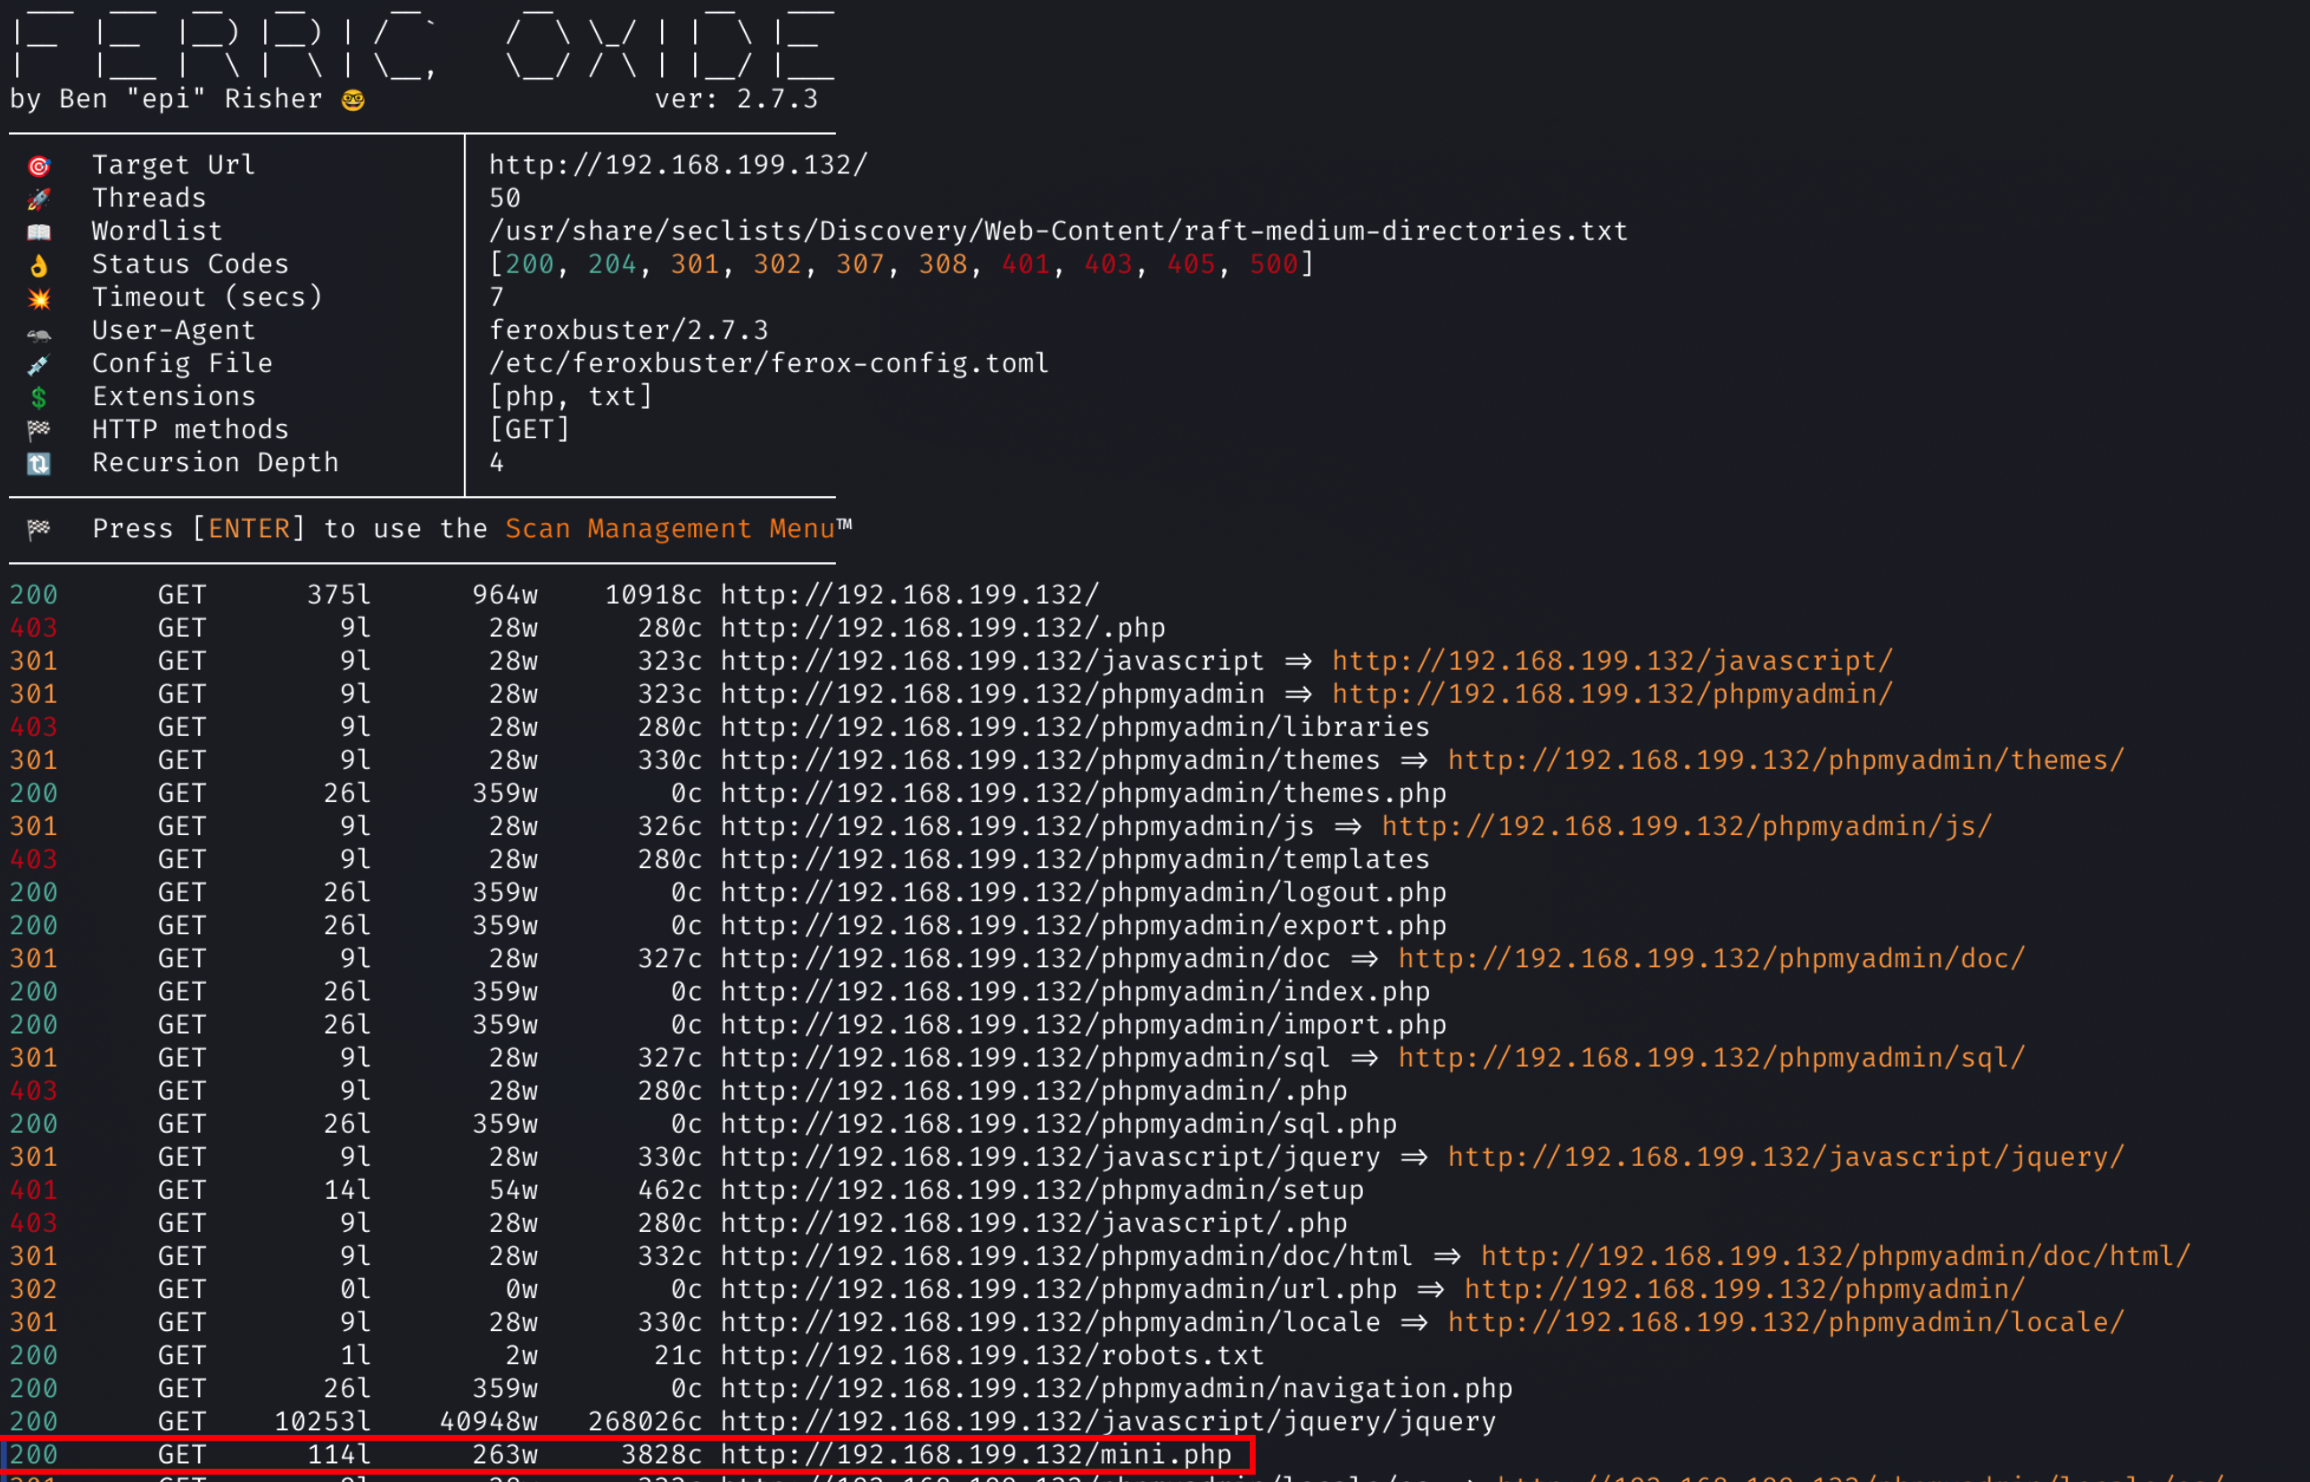 FERRIC OXIDE
by Ben "epi" Risher 🤓 ver: 2.7.3
🎯 Target Url │ http://192.168.199.132/
🚀 Threads │ 50
📖 Wordlist │ /usr/share/seclists/Discovery/Web-Content/raft-medium-directories.txt
👌 Status Codes │ [200, 204, 301, 302, 307, 308, 401, 403, 405, 500]
💥 Timeout (secs) │ 7
🦡 User-Agent │ feroxbuster/2.7.3
💉 Config File │ /etc/feroxbuster/ferox-config.toml
💲 Extensions │ [php, txt]
🏁 HTTP methods │ [GET]
🔃 Recursion Depth │ 4
🏁 Press [ENTER] to use the Scan Management Menu™
200 GET 375l 964w 10918c http://192.168.199.132/
403 GET 9l 28w 280c http://192.168.199.132/.php
301 GET 9l 28w 323c http://192.168.199.132/javascript => http://192.168.199.132/javascript/
301 GET 9l 28w 323c http://192.168.199.132/phpmyadmin => http://192.168.199.132/phpmyadmin/
403 GET 9l 28w 280c http://192.168.199.132/phpmyadmin/libraries
301 GET 9l 28w 330c http://192.168.199.132/phpmyadmin/themes => http://192.168.199.132/phpmyadmin/themes/
200 GET 26l 359w 0c http://192.168.199.132/phpmyadmin/themes.php
301 GET 9l 28w 326c http://192.168.199.132/phpmyadmin/js => http://192.168.199.132/phpmyadmin/js/
403 GET 9l 28w 280c http://192.168.199.132/phpmyadmin/templates
200 GET 26l 359w 0c http://192.168.199.132/phpmyadmin/logout.php
200 GET 26l 359w 0c http://192.168.199.132/phpmyadmin/export.php
301 GET 9l 28w 327c http://192.168.199.132/phpmyadmin/doc => http://192.168.199.132/phpmyadmin/doc/
200 GET 26l 359w 0c http://192.168.199.132/phpmyadmin/index.php
200 GET 26l 359w 0c http://192.168.199.132/phpmyadmin/import.php
301 GET 9l 28w 327c http://192.168.199.132/phpmyadmin/sql => http://192.168.199.132/phpmyadmin/sql/
403 GET 9l 28w 280c http://192.168.199.132/phpmyadmin/.php
200 GET 26l 359w 0c http://192.168.199.132/phpmyadmin/sql.php
301 GET 9l 28w 330c http://192.168.199.132/javascript/jquery => http://192.168.199.132/javascript/jquery/
401 GET 14l 54w 462c http://192.168.199.132/phpmyadmin/setup
403 GET 9l 28w 280c http://192.168.199.132/javascript/.php
301 GET 9l 28w 332c http://192.168.199.132/phpmyadmin/doc/html => http://192.168.199.132/phpmyadmin/doc/html/
302 GET 0l 0w 0c http://192.168.199.132/phpmyadmin/url.php => http://192.168.199.132/phpmyadmin/
301 GET 9l 28w 330c http://192.168.199.132/phpmyadmin/locale => http://192.168.199.132/phpmyadmin/locale/
200 GET 1l 2w 21c http://192.168.199.132/robots.txt
200 GET 26l 359w 0c http://192.168.199.132/phpmyadmin/navigation.php
200 GET 10253l 40948w 268026c http://192.168.199.132/javascript/jquery/jquery
200 GET 114l 263w 3828c http://192.168.199.132/mini.php